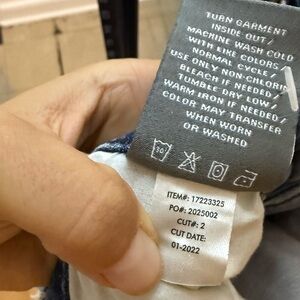 TURN GARMENT
INSIDE OUT /
MACHINE WASH COLD
WITH LIKE COLORS /
NORMAL CYCLE /
USE ONLY NON-CHLORINE
BLEACH IF NEEDED /
TUMBLE DRY LOW /
WARM IRON IF NEEDED /
COLOR MAY TRANSFER
WHEN WORN
OR WASHED
30
ITEM#: 17223325
PO#: 2025002
CUT#: 2
CUT DATE:
01-2022